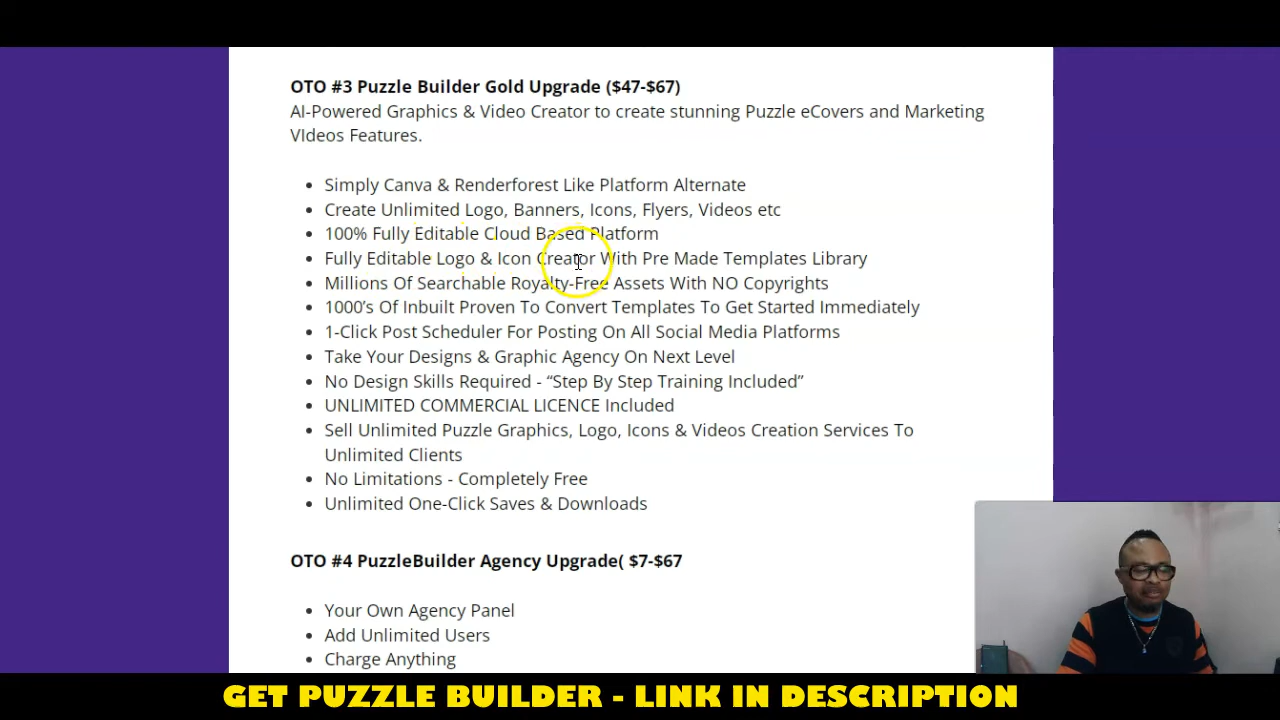 OTO #3 Puzzle Builder Gold Upgrade ($47-$67)
AI-Powered Graphics & Video Creator to create stunning Puzzle eCovers and Marketing
VIdeos Features.
• Simply Canva & Renderforest Like Platform Alternate
• Create Unlimited Logo, Banners, Icons, Flyers, Videos etc
• 100% Fully Editable Cloud Based Platform
• Fully Editable Logo & Icon Creator With Pre Made Templates Library
• Millions Of Searchable Royalty-Free Assets With NO Copyrights
• 1000’s Of Inbuilt Proven To Convert Templates To Get Started Immediately
• 1-Click Post Scheduler For Posting On All Social Media Platforms
• Take Your Designs & Graphic Agency On Next Level
• No Design Skills Required - “Step By Step Training Included”
• UNLIMITED COMMERCIAL LICENCE Included
• Sell Unlimited Puzzle Graphics, Logo, Icons & Videos Creation Services To
Unlimited Clients
• No Limitations - Completely Free
• Unlimited One-Click Saves & Downloads
OTO #4 PuzzleBuilder Agency Upgrade( $7-$67
• Your Own Agency Panel
• Add Unlimited Users
• Charge Anything
GET PUZZLE BUILDER - LINK IN DESCRIPTION